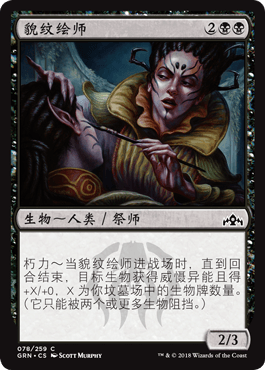 貌纹绘师 2
生物～人类／祭师
朽力～当貌纹绘师进战场时，直到回
合结束，目标生物获得威慑异能且得
+X/+0，X为你坟墓场中的生物牌数量。
（它只能被两个或更多生物阻挡。）
2/3
078/259 C
GRN • CS SCOTT MURPHY
™ & © 2018 Wizards of the Coast